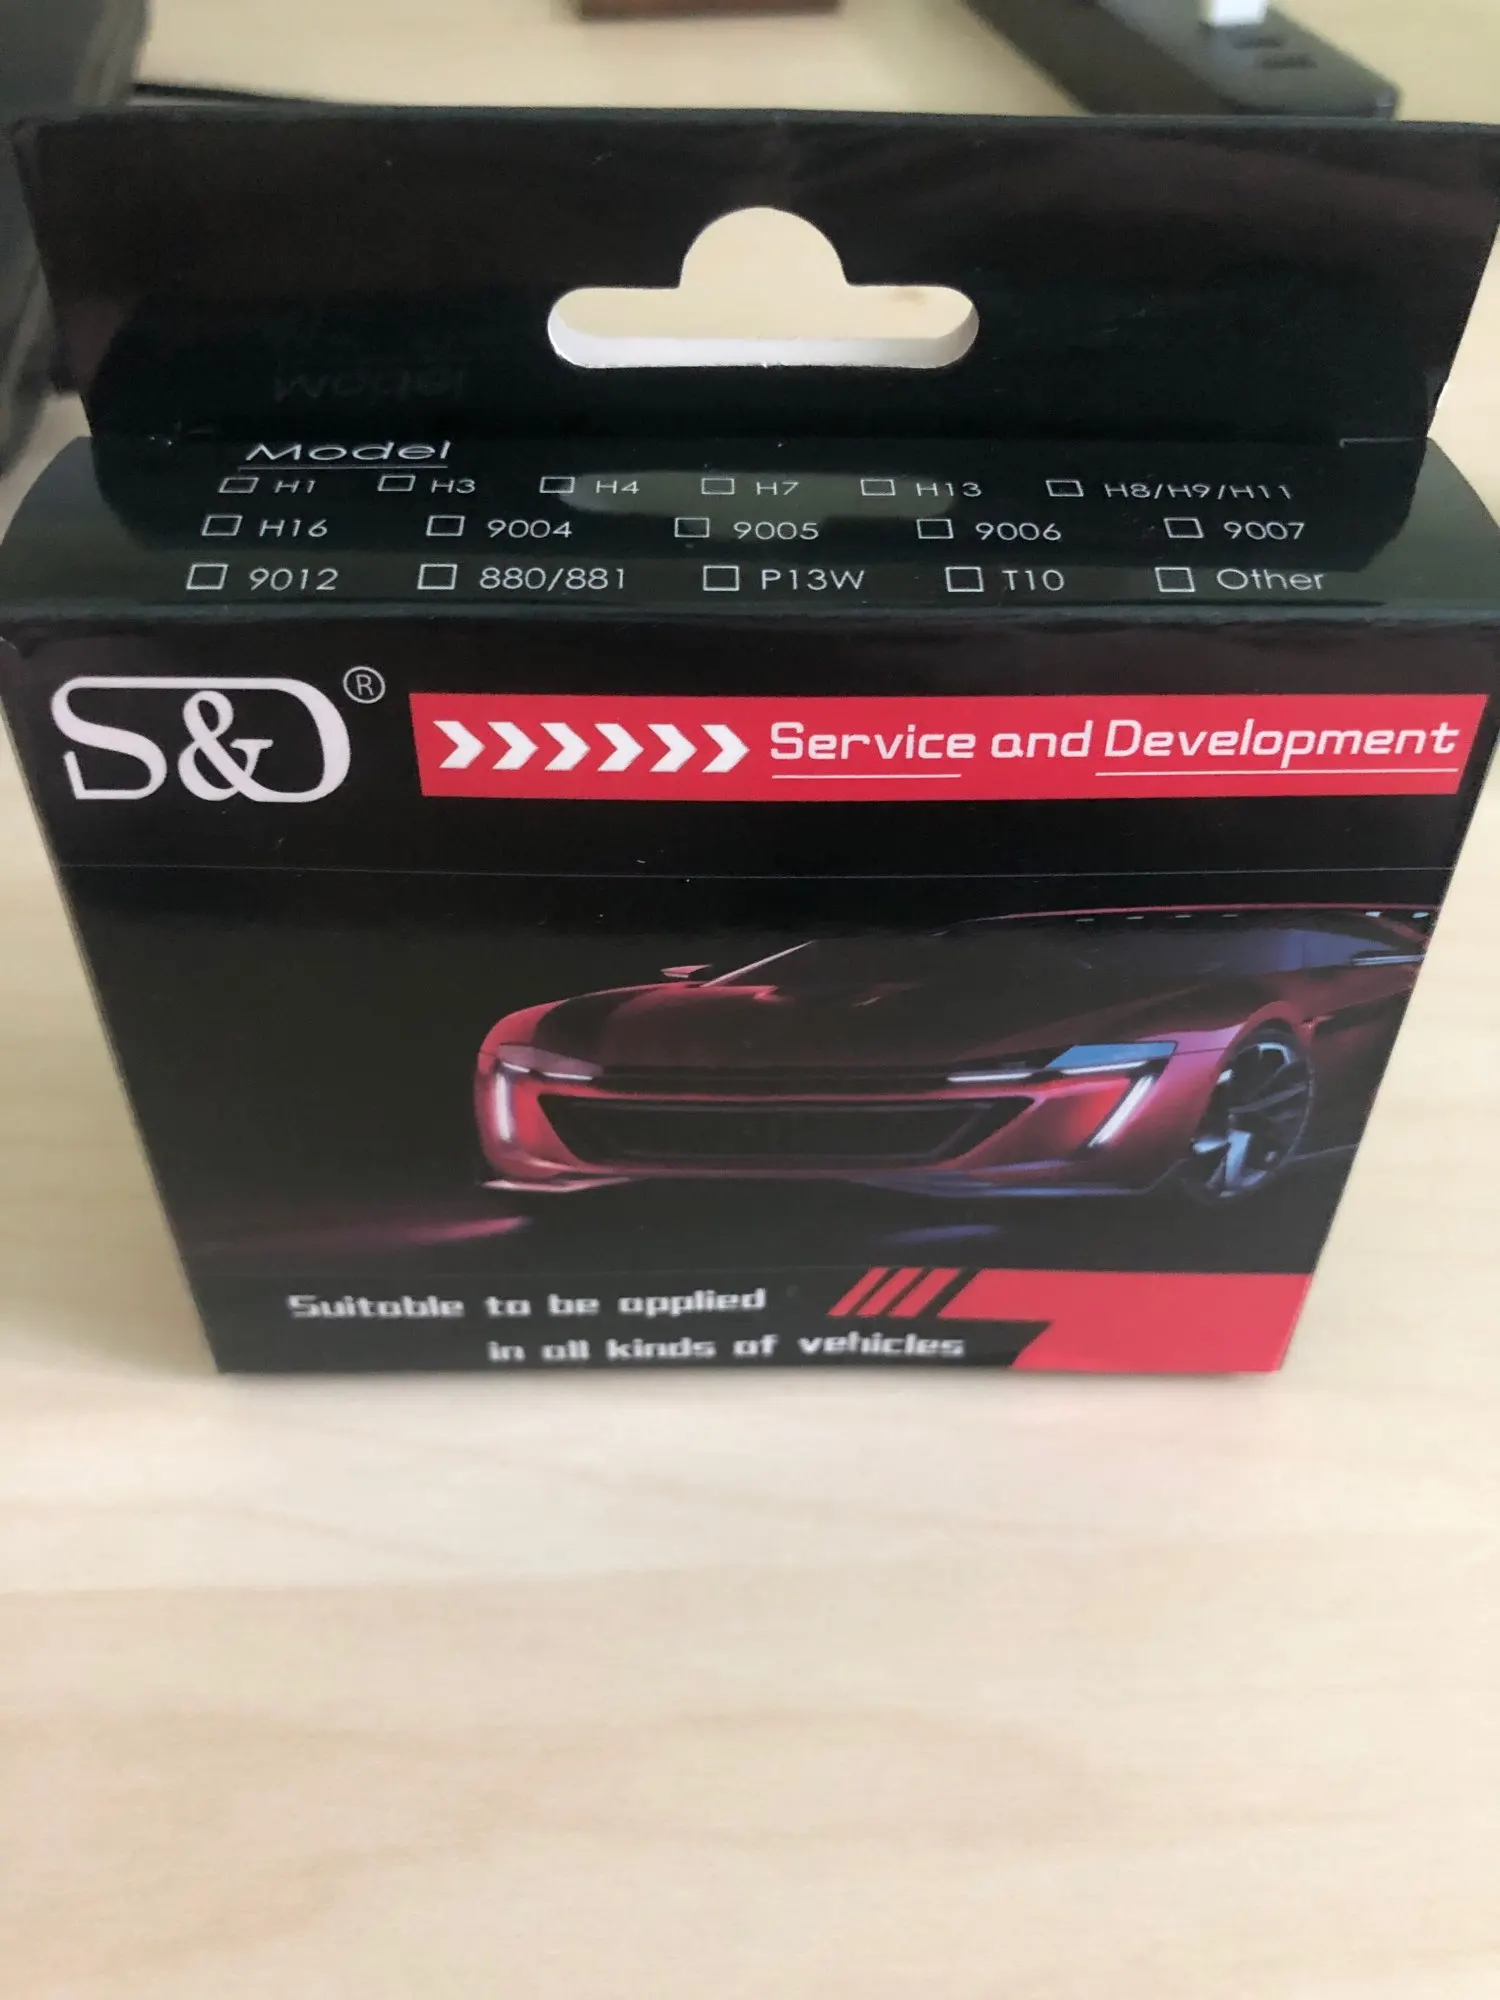 Model
H1 H3 H4 H7 H13 H8/H9/H11
H16 9004 9005 9006 9007
9012 880/881 P13W T10 Other
S&D®
Service and Development
Suitable to be applied
in all kinds of vehicles